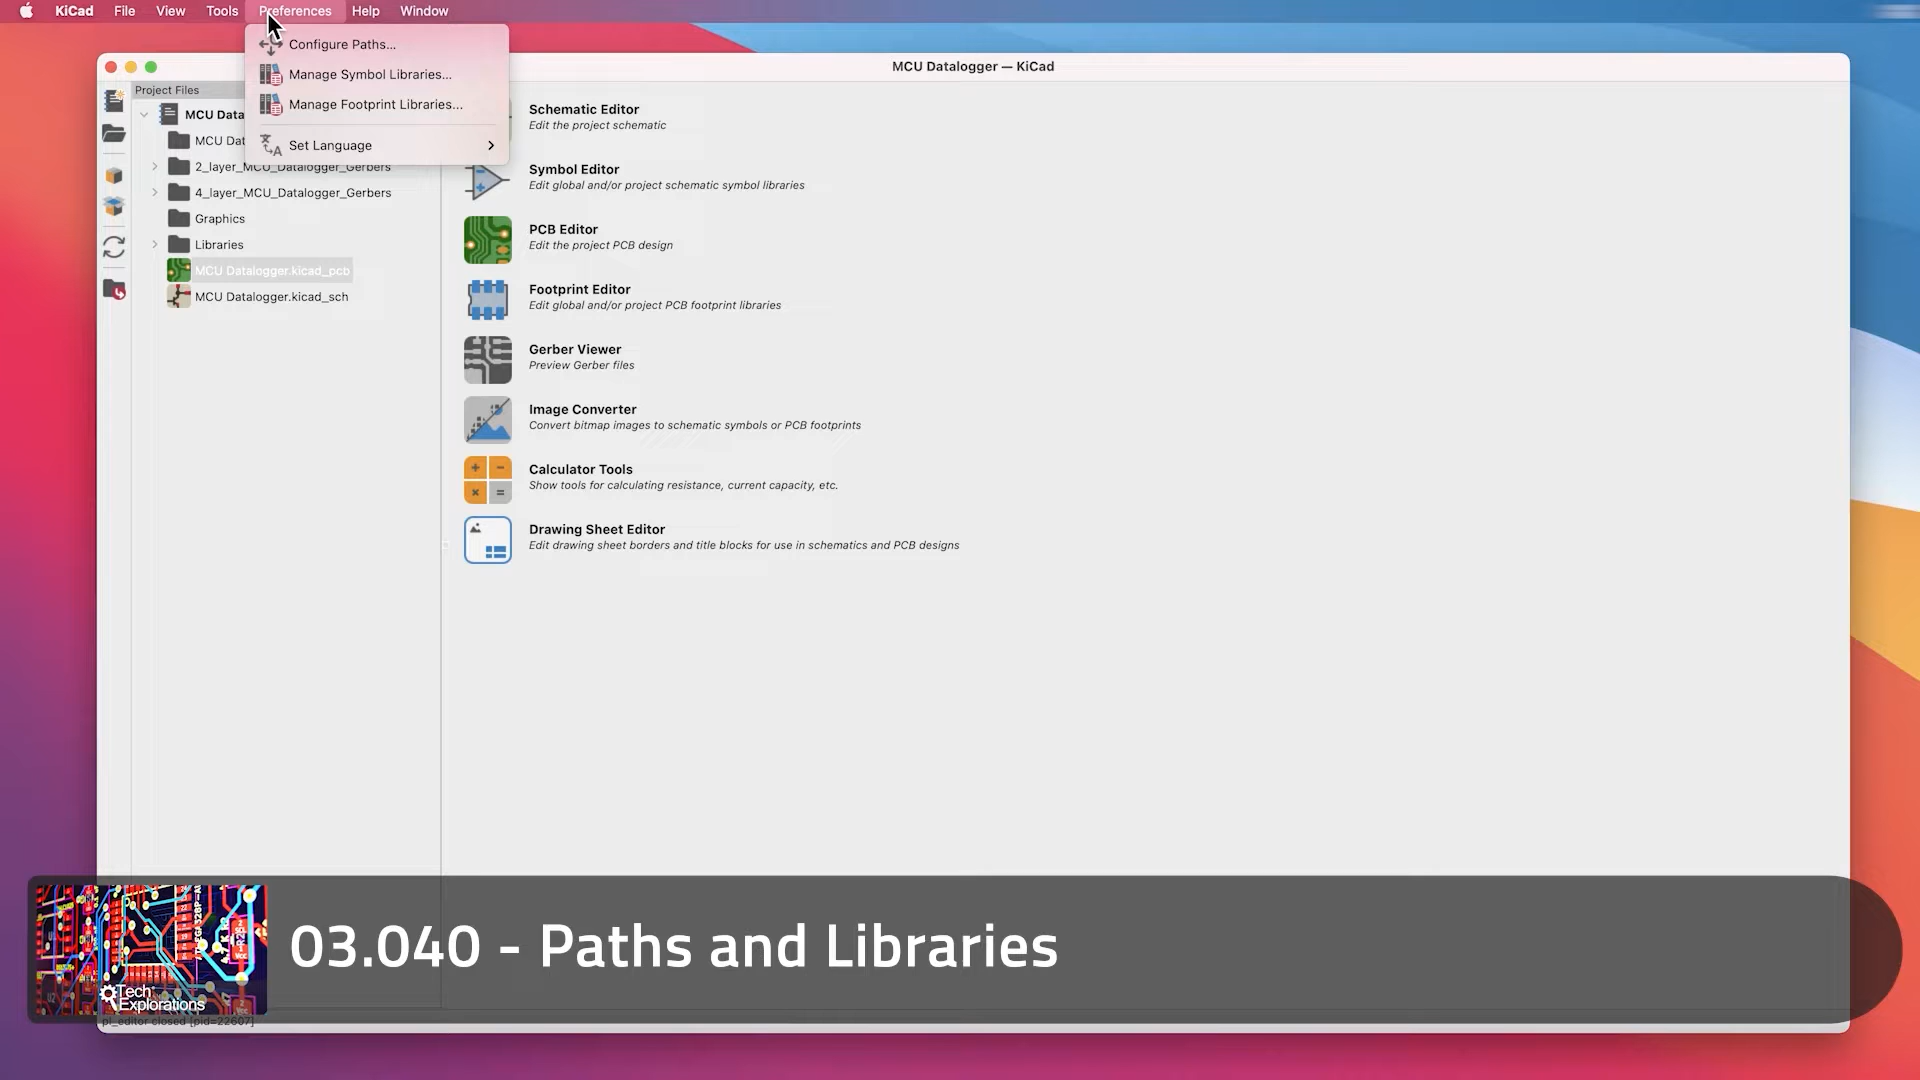 KiCad File View Tools Preferences Help Window
Configure Paths...
Manage Symbol Libraries...
Manage Footprint Libraries...
Set Language
MCU Datalogger — KiCad
Project Files
MCU Data
MCU Dat
2_layer_MCU_Datalogger_Gerbers
4_layer_MCU_Datalogger_Gerbers
Graphics
Libraries
MCU Datalogger.kicad_pcb
MCU Datalogger.kicad_sch
Schematic Editor
Edit the project schematic
Symbol Editor
Edit global and/or project schematic symbol libraries
PCB Editor
Edit the project PCB design
Footprint Editor
Edit global and/or project PCB footprint libraries
Gerber Viewer
Preview Gerber files
Image Converter
Convert bitmap images to schematic symbols or PCB footprints
Calculator Tools
Show tools for calculating resistance, current capacity, etc.
Drawing Sheet Editor
Edit drawing sheet borders and title blocks for use in schematics and PCB designs
03.040 - Paths and Libraries
Tech
Explorations
pl_editor closed [pid=22607]